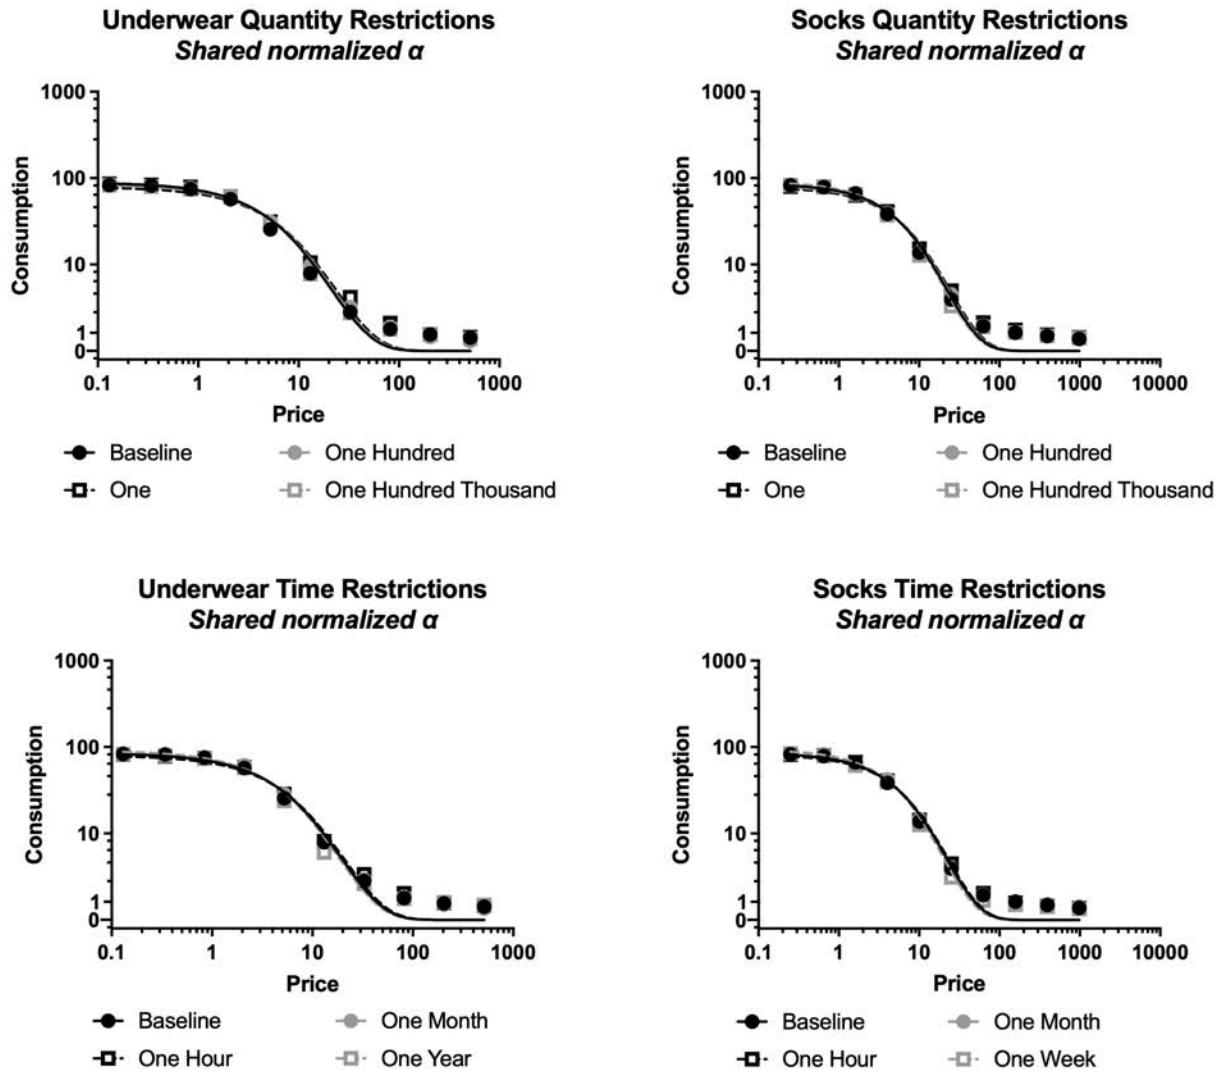 Underwear Quantity Restrictions
Shared normalized α
Consumption
1000
100
10
1
0
0.1 1 10 100 1000
Price
Baseline One Hundred
One One Hundred Thousand
Socks Quantity Restrictions
Shared normalized α
Consumption
1000
100
10
1
0
0.1 1 10 100 1000 10000
Price
Baseline One Hundred
One One Hundred Thousand
Underwear Time Restrictions
Shared normalized α
Consumption
1000
100
10
1
0
0.1 1 10 100 1000
Price
Baseline One Month
One Hour One Year
Socks Time Restrictions
Shared normalized α
Consumption
1000
100
10
1
0
0.1 1 10 100 1000 10000
Price
Baseline One Month
One Hour One Week